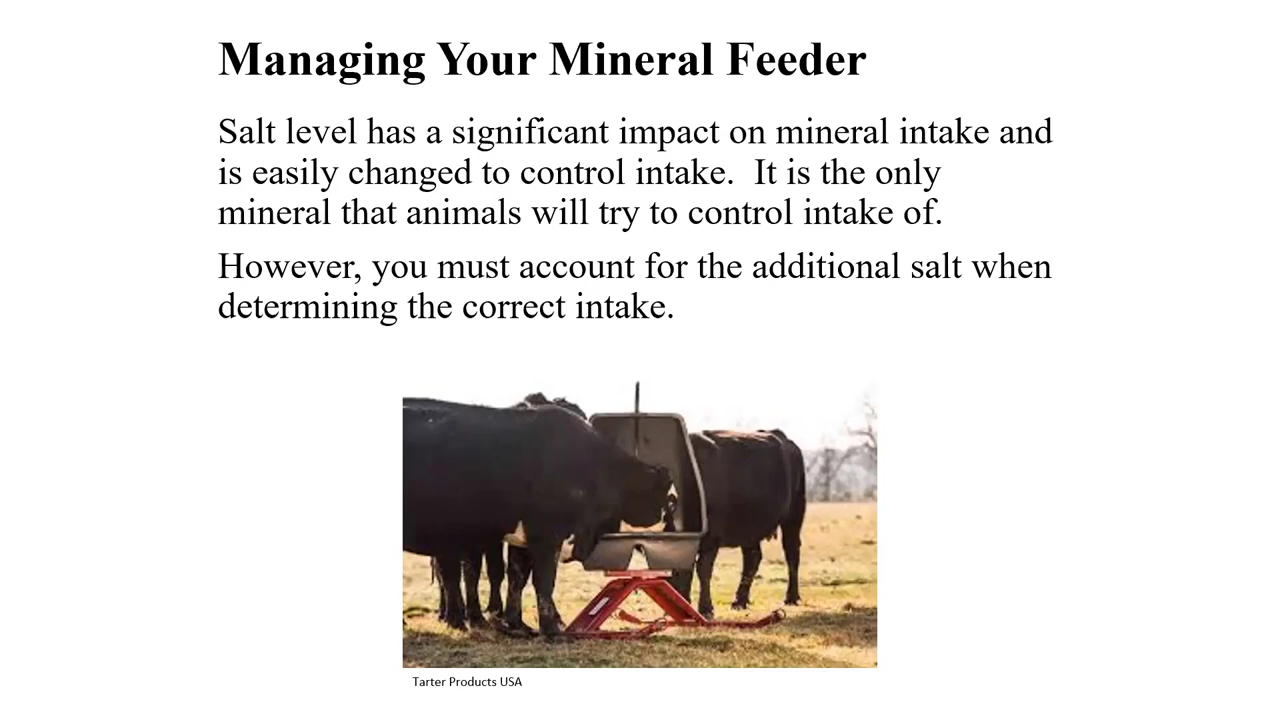 Managing Your Mineral Feeder
Salt level has a significant impact on mineral intake and
is easily changed to control intake.  It is the only
mineral that animals will try to control intake of.
However, you must account for the additional salt when
determining the correct intake.
Tarter Products USA